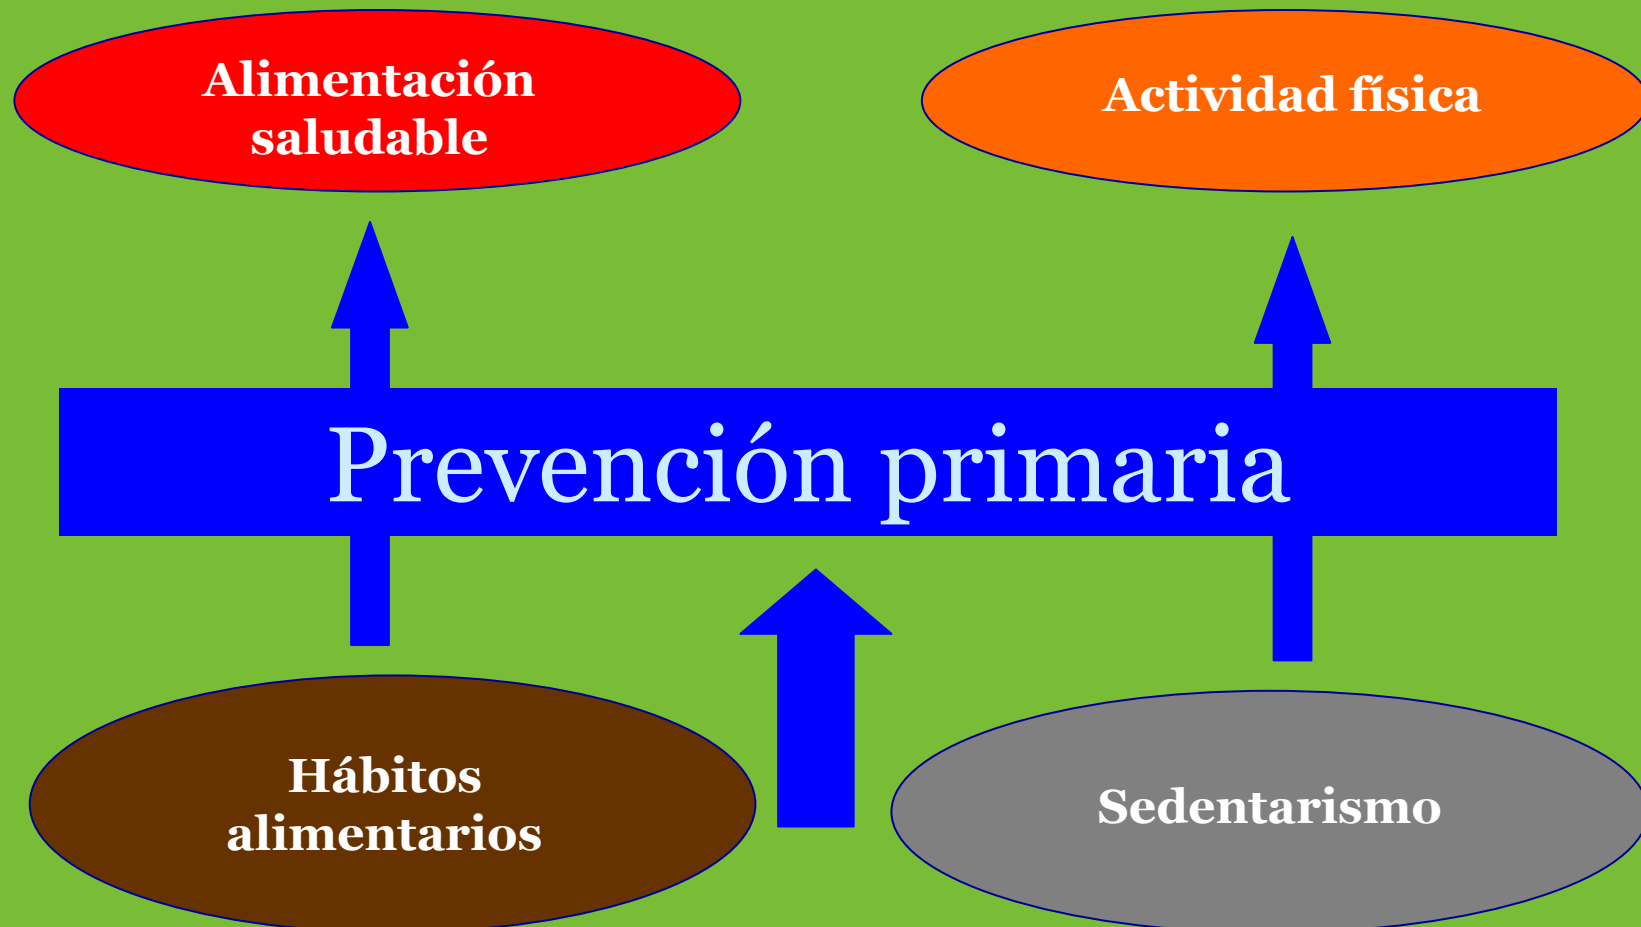 Alimentación
saludable
Actividad física
Prevención primaria
Hábitos
alimentarios
Sedentarismo